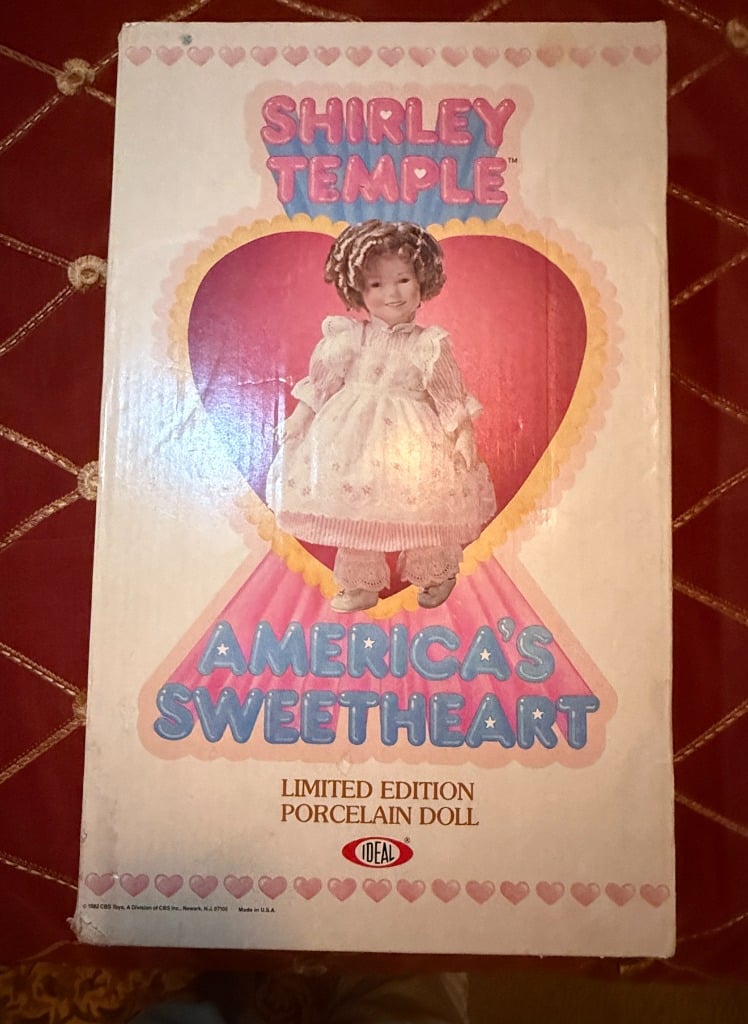 SHIRLEY
TEMPLE™
AMERICA'S
SWEETHEART
LIMITED EDITION
PORCELAIN DOLL
IDEAL®
© 1982 CBS Toys, A Division of CBS Inc., Newark, N.J. 07105 Made in U.S.A.